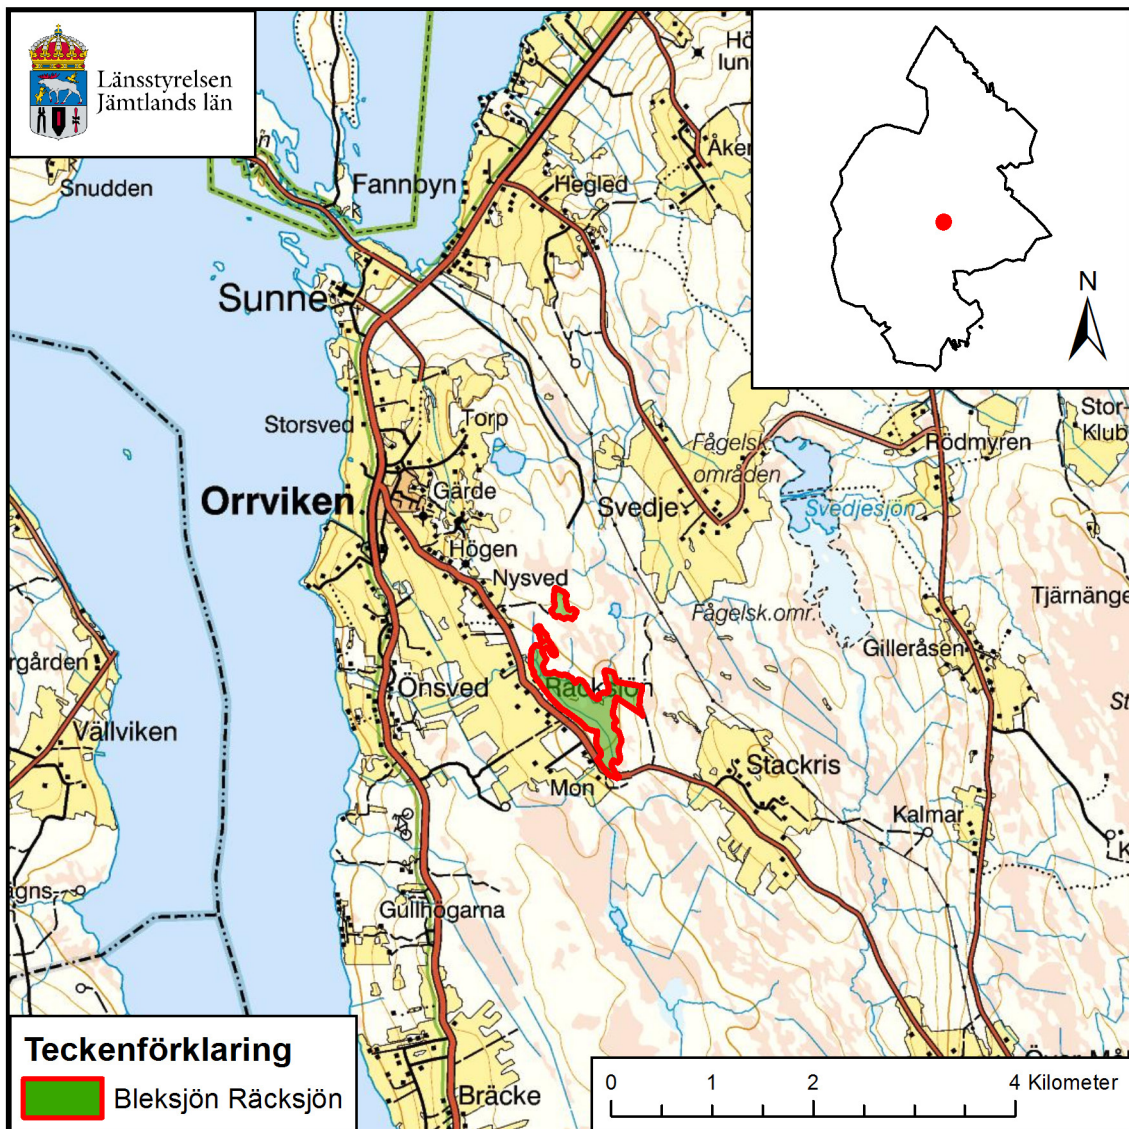 Länsstyrelsen
Jämtlands län
N
Snudden
Fannbyn
Hegled
Åker
Sunne
Storsved
Torp
Orrviken
Gärde
Högen
Nysved
Fågelsk.
områden
Svedje
Svedjesjön
Rödmyren
Stor-
Klub
Fågelsk.omr.
Tjärnänge
Gilleråsen
rgården
Vällviken
Önsved
Räcksjön
Mon
Stackris
Kalmar
Gullhögarna
Bräcke
Teckenförklaring
Bleksjön Räcksjön
0 1 2 4 Kilometer